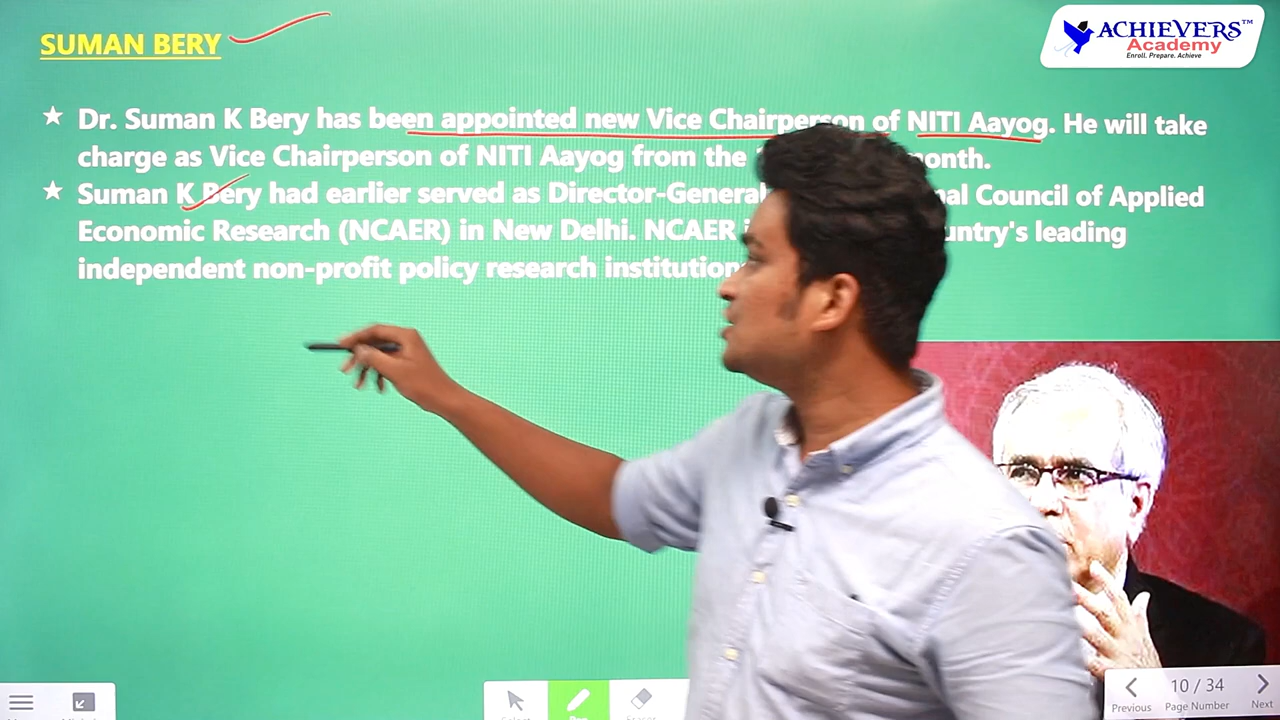 SUMAN BERY
ACHIEVERS™
Academy
Enroll. Prepare. Achieve
★ Dr. Suman K Bery has been appointed new Vice Chairperson of NITI Aayog. He will take
charge as Vice Chairperson of NITI Aayog from the
★ Suman K Bery had earlier served as Director-General Council of Applied
Economic Research (NCAER) in New Delhi. NCAER leading
independent non-profit policy research
Previous
10 / 34
Page Number
Next